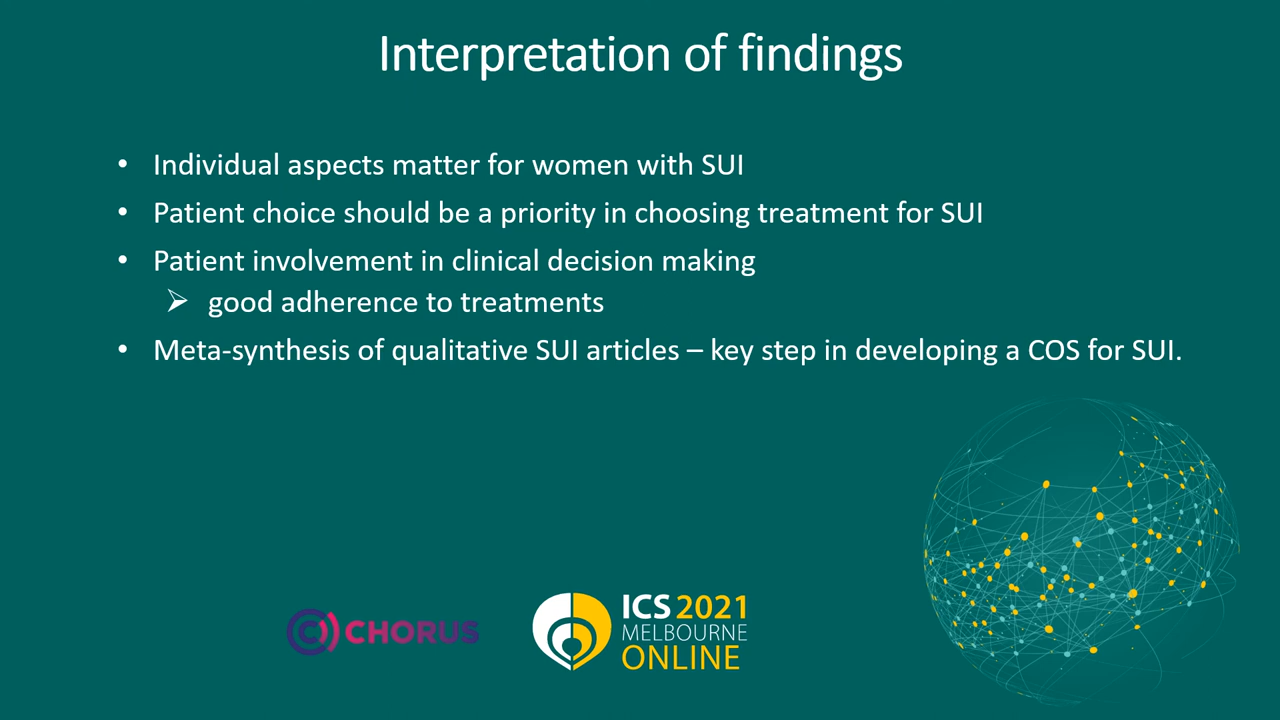 Interpretation of findings
• Individual aspects matter for women with SUI
• Patient choice should be a priority in choosing treatment for SUI
• Patient involvement in clinical decision making
➢ good adherence to treatments
• Meta-synthesis of qualitative SUI articles – key step in developing a COS for SUI.
CHORUS
ICS 2021
MELBOURNE
ONLINE